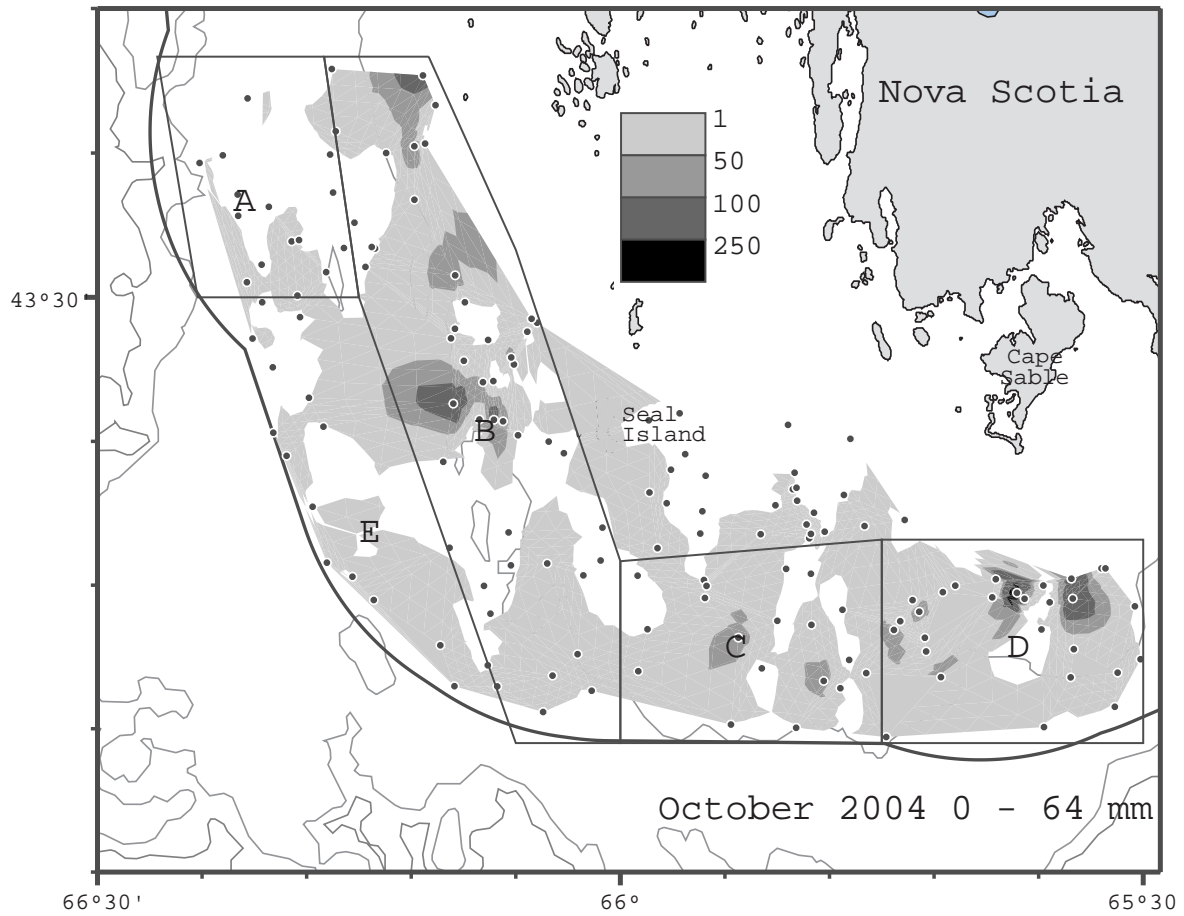 Nova Scotia
1
50
100
250
A
43°30'
Cape
Sable
Seal
Island
B
E
C
D
October 2004 0 - 64 mm
66°30'
66°
65°30